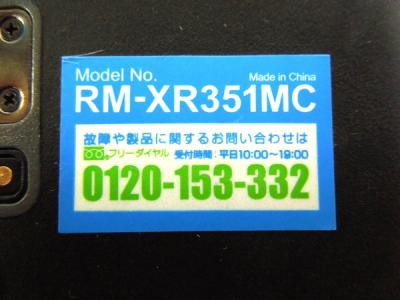 Model No. Made in China
RM-XR351MC
故障や製品に関するお問い合わせは
フリーダイヤル 受付時間:平日10:00~19:00
0120-153-332